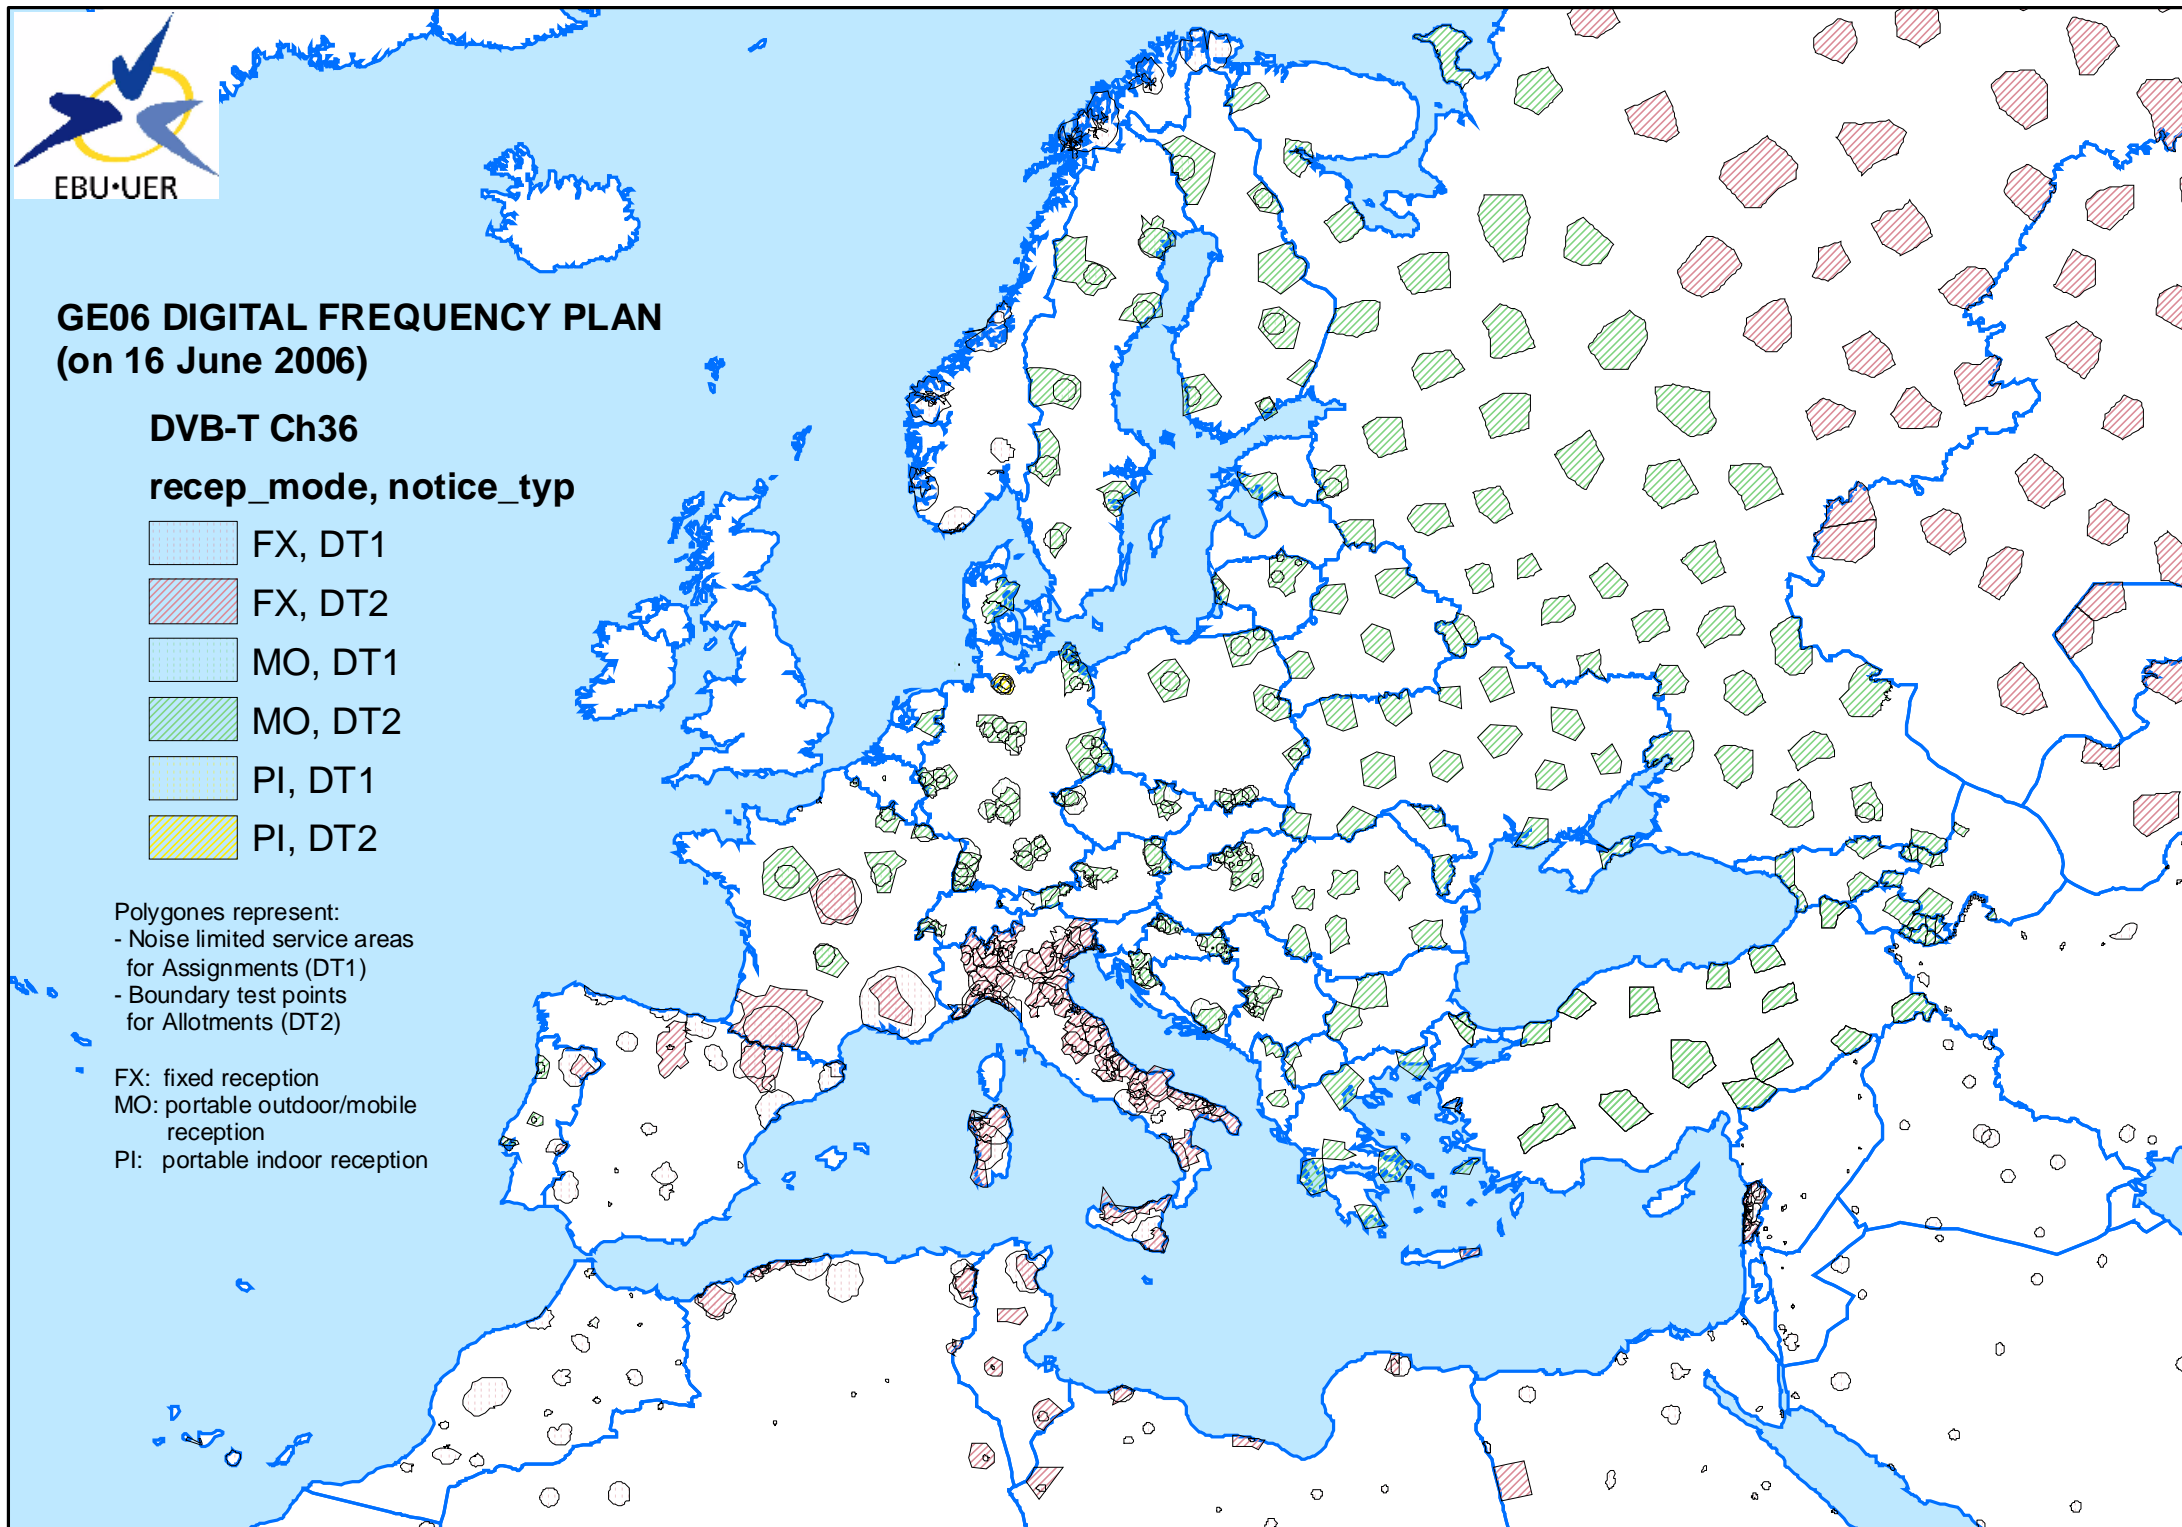 EBU•UER
GE06 DIGITAL FREQUENCY PLAN
(on 16 June 2006)
DVB-T Ch36
recep_mode, notice_typ
FX, DT1
FX, DT2
MO, DT1
MO, DT2
PI, DT1
PI, DT2
Polygones represent:
- Noise limited service areas
for Assignments (DT1)
- Boundary test points
for Allotments (DT2)
FX: fixed reception
MO: portable outdoor/mobile
reception
PI: portable indoor reception